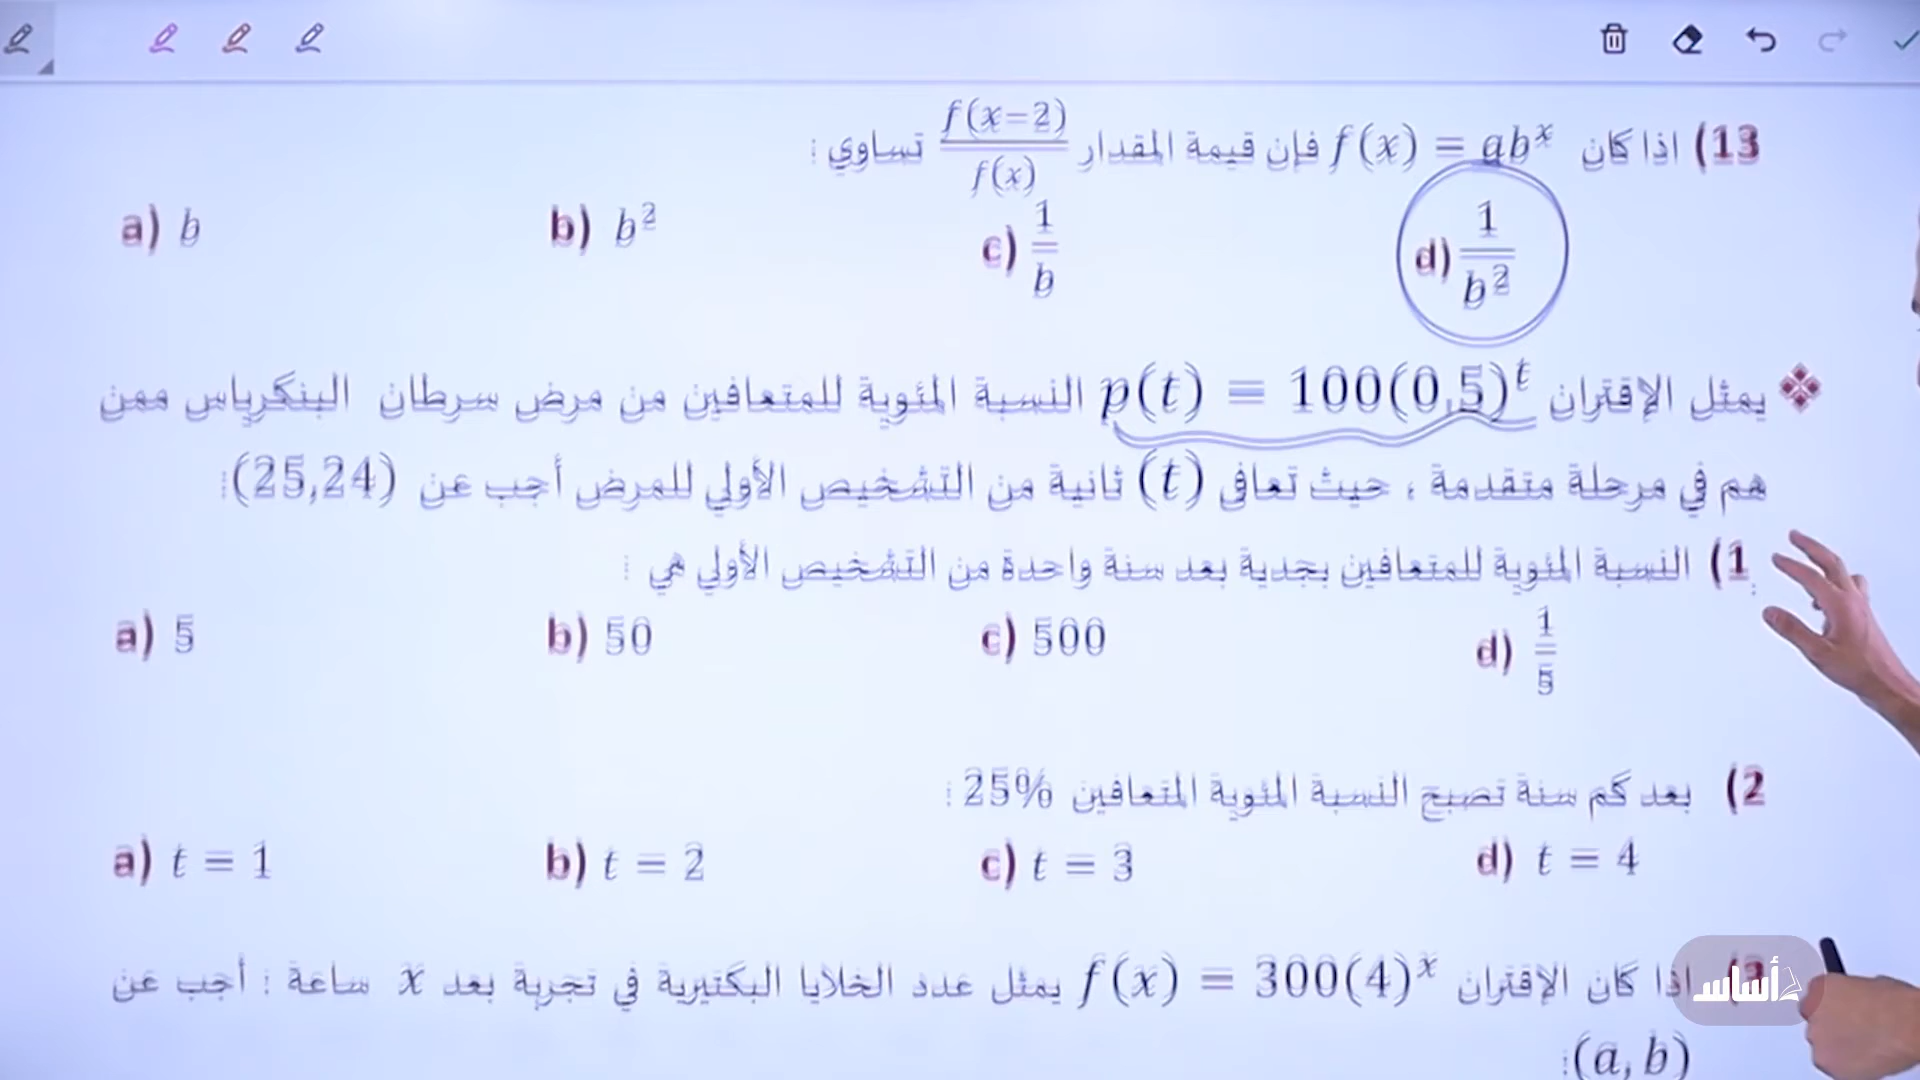 13) اذا كان f(x) = ab^x فإن قيمة المقدار f(x−2)/f(x) تساوي :
a) b b) b² c) 1/b d) 1/b²
❖ يمثل الإقتران p(t) = 100(0,5)^t النسبة المئوية للمتعافين من مرض سرطان البنكرياس ممن
هم في مرحلة متقدمة ، حيث تعافى (t) ثانية من التشخيص الأولي للمرض أجب عن (25,24):
1) النسبة المئوية للمتعافين بجدية بعد سنة واحدة من التشخيص الأولي هي :
a) 5 b) 50 c) 500 d) 1/5
2) بعد كم سنة تصبح النسبة المئوية المتعافين 25% :
a) t = 1 b) t = 2 c) t = 3 d) t = 4
3) اذا كان الإقتران f(x) = 300(4)^x يمثل عدد الخلايا البكتيرية في تجربة بعد x ساعة : أجب عن
(a, b):
أساس